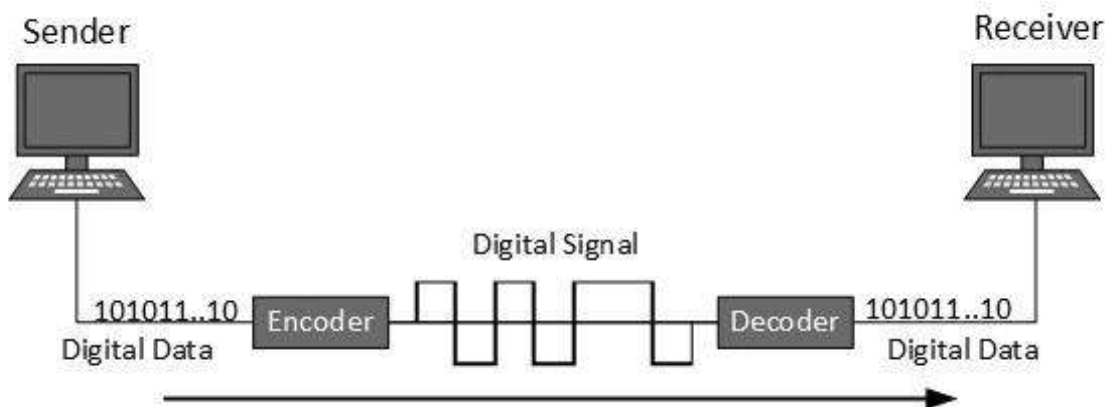 Sender
Receiver
Digital Signal
101011..10
Encoder
Decoder
101011..10
Digital Data
Digital Data